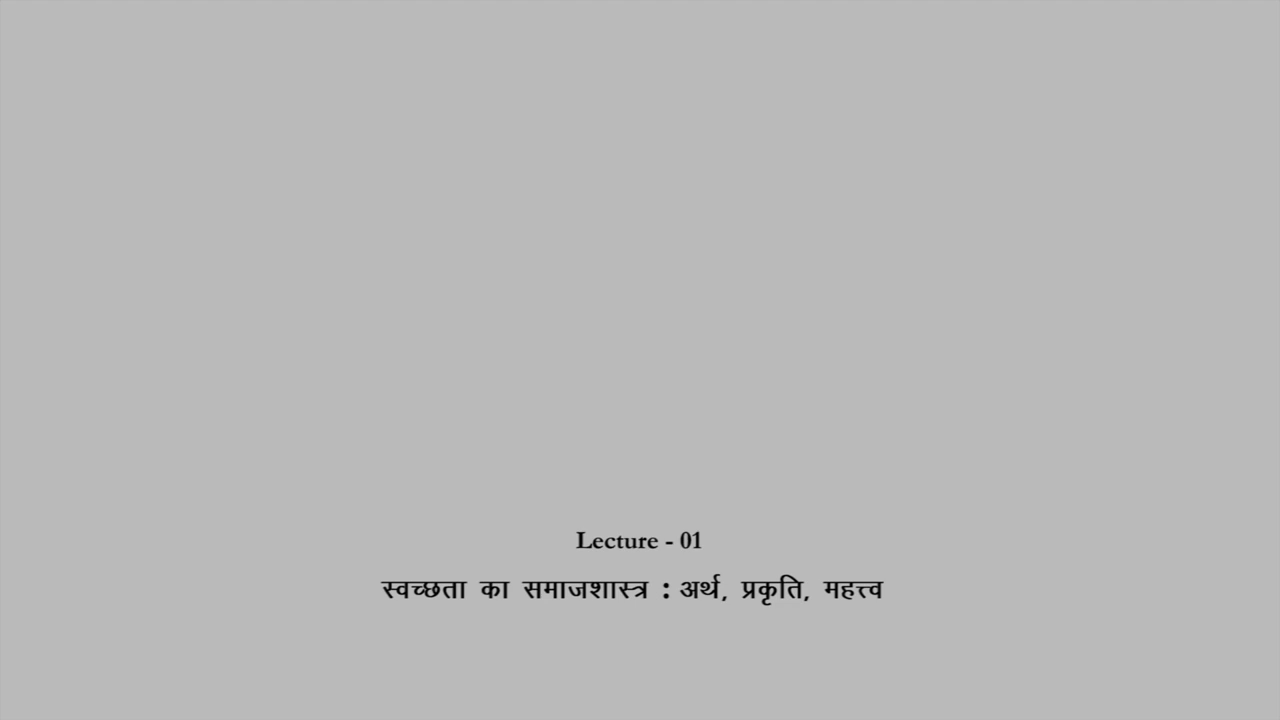 Lecture - 01
स्वच्छता का समाजशास्त्र : अर्थ, प्रकृति, महत्त्व